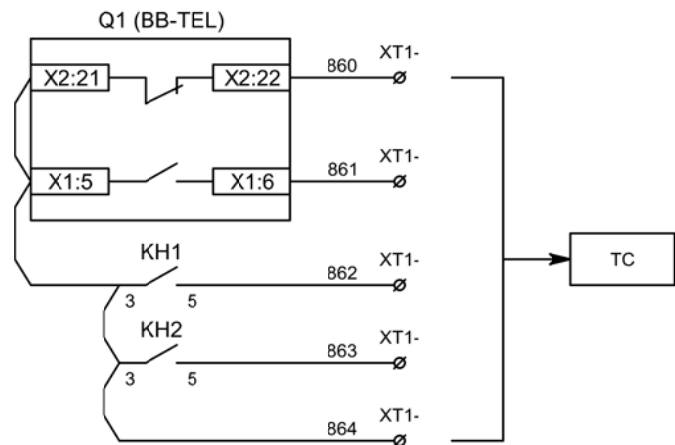 Q1 (BB-TEL)
X2:21 X2:22 860 XT1-
X1:5 X1:6 861 XT1-
KH1 862 XT1-
3 5
KH2 863 XT1-
3 5
864 XT1-
TC